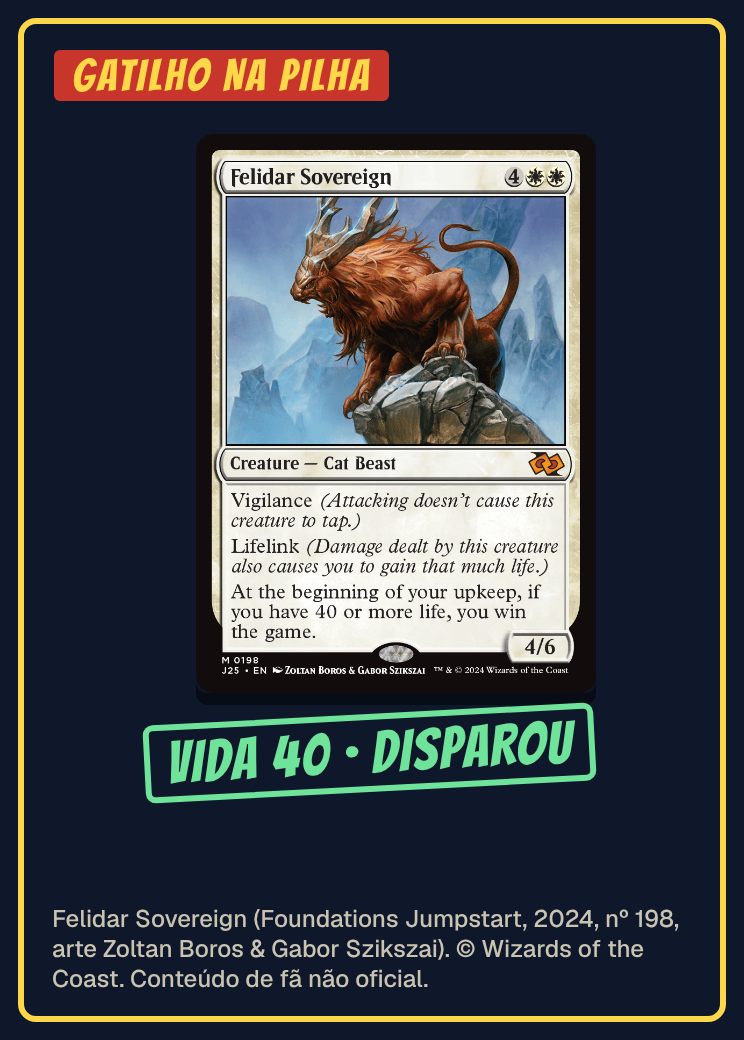 GATILHO NA PILHA
Felidar Sovereign 4
Creature — Cat Beast
Vigilance (Attacking doesn't cause this
creature to tap.)
Lifelink (Damage dealt by this creature
also causes you to gain that much life.)
At the beginning of your upkeep, if
you have 40 or more life, you win
the game.
4/6
M 0198
J25 • EN ZOLTAN BOROS & GABOR SZIKSZAI ™ & © 2024 Wizards of the Coast
VIDA 40 • DISPAROU
Felidar Sovereign (Foundations Jumpstart, 2024, nº 198,
arte Zoltan Boros & Gabor Szikszai). © Wizards of the
Coast. Conteúdo de fã não oficial.